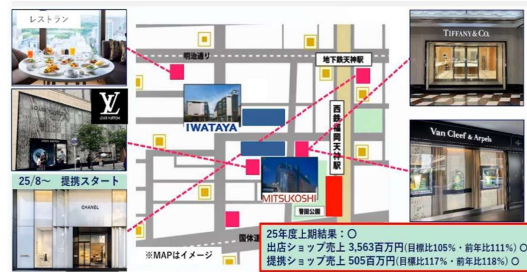 レストラン
LOUIS VUITTON
25/8~ 提携スタート
CHANEL
明治通り
地下鉄天神駅
IWATAYA
西鉄福岡天神駅
MITSUKOSHI
警固公園
※MAPはイメージ
TIFFANY & CO.
Van Cleef & Arpels
25年度上期結果:〇
出店ショップ売上 3,563百万円(目標比105%・前年比111%)〇
提携ショップ売上 505百万円(目標比117%・前年比118%)〇